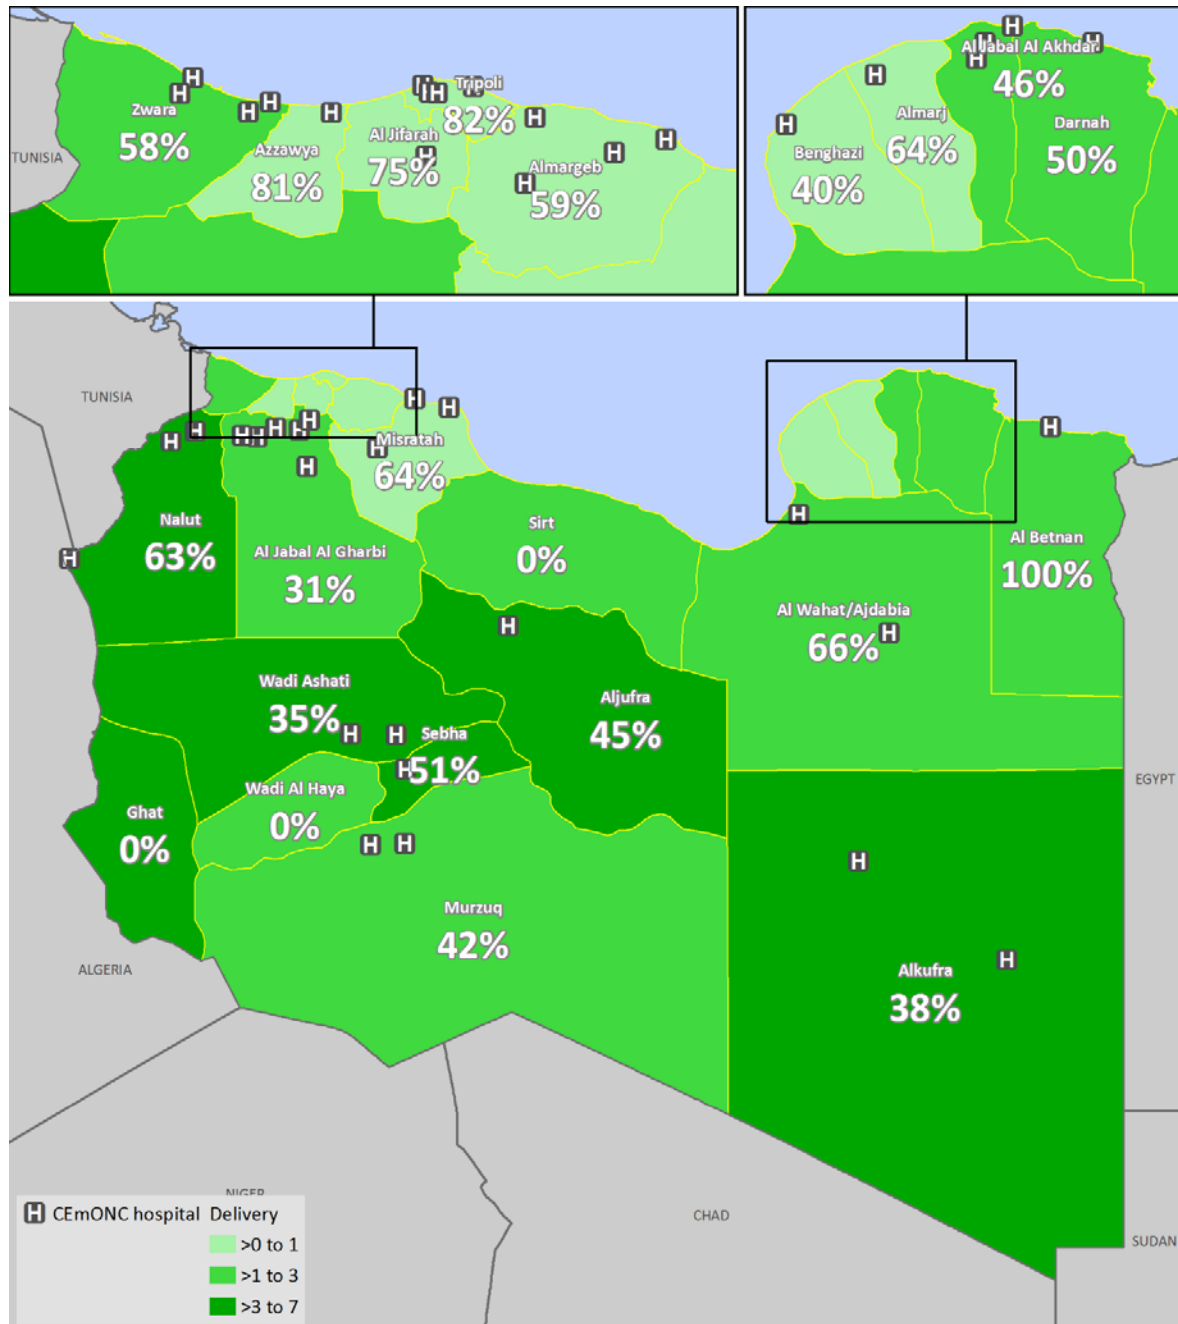 TUNISIA
Zwara
58%
Azzawya
81%
Al Jifarah
75%
Tripoli
82%
Almargeb
59%
Al Jabal Al Akhdar
46%
Almarj
64%
Darnah
50%
Benghazi
40%
TUNISIA
Misratah
64%
Nalut
63%
Al Jabal Al Gharbi
31%
Sirt
0%
Al Betnan
100%
Al Wahat/Ajdabia
66%
Wadi Ashati
35%
Aljufra
45%
Sebha
51%
Wadi Al Haya
0%
Ghat
0%
EGYPT
Murzuq
42%
Alkufra
38%
ALGERIA
NIGER
CHAD
SUDAN
H CEmONC hospital Delivery
>0 to 1
>1 to 3
>3 to 7